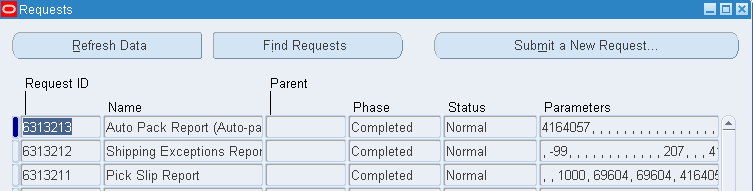 Requests
Refresh Data Find Requests Submit a New Request...
Request ID Parent
Name Phase Status Parameters
6313213 Auto Pack Report (Auto-pa Completed Normal 4164057, , , , , , , , , , , , , , , , ,
6313212 Shipping Exceptions Repor Completed Normal , -99, , , , , , , , , , , , 207, , , 41
6313211 Pick Slip Report Completed Normal , , 1000, 69604, 69604, 416405